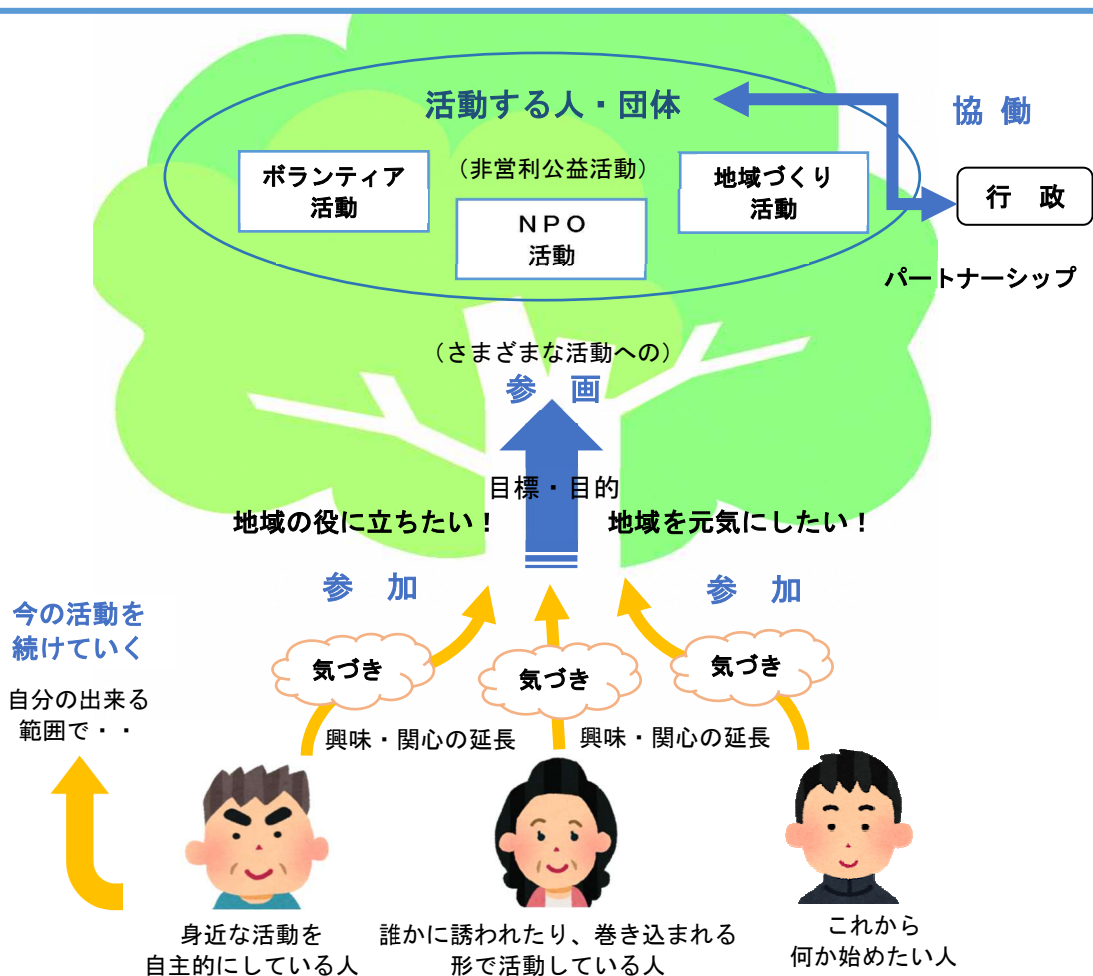 活動する人・団体
協 働
ボランティア
活動
（非営利公益活動）
ＮＰＯ
活動
地域づくり
活動
行 政
パートナーシップ
（さまざまな活動への）
参 画
目標・目的
地域の役に立ちたい！
地域を元気にしたい！
参 加
参 加
今の活動を
続けていく
自分の出来る
範囲で・・
気づき
気づき
気づき
興味・関心の延長
興味・関心の延長
身近な活動を
自主的にしている人
誰かに誘われたり、巻き込まれる
形で活動している人
これから
何か始めたい人